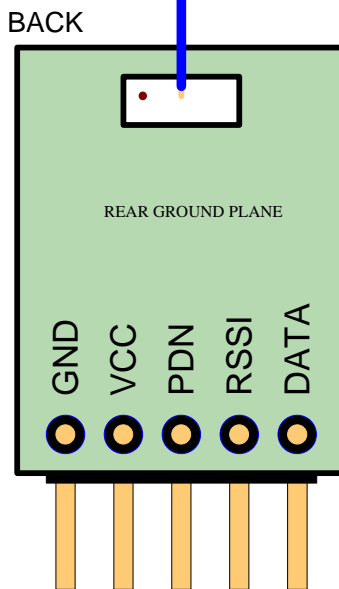 BACK
REAR GROUND PLANE
GND
VCC
PDN
RSSI
DATA